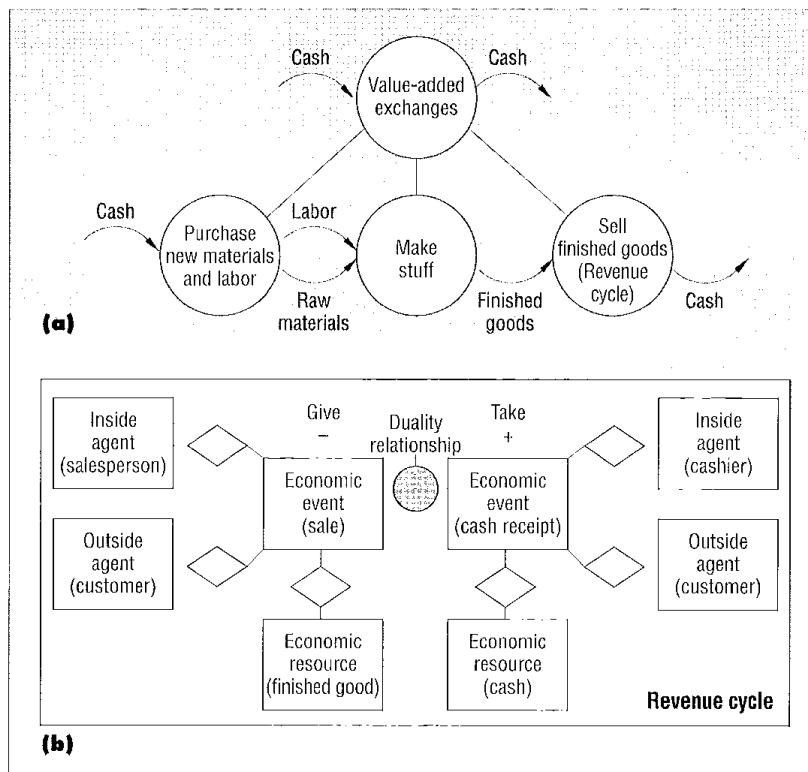 Cash
Cash
Value-added
exchanges
Cash
Purchase
new materials
and labor
Labor
Raw
materials
Make
stuff
Finished
goods
Sell
finished goods
(Revenue
cycle)
Cash
(a)
Inside
agent
(salesperson)
Give
–
Duality
relationship
Take
+
Inside
agent
(cashier)
Economic
event
(sale)
Economic
event
(cash receipt)
Outside
agent
(customer)
Outside
agent
(customer)
Economic
resource
(finished good)
Economic
resource
(cash)
Revenue cycle
(b)